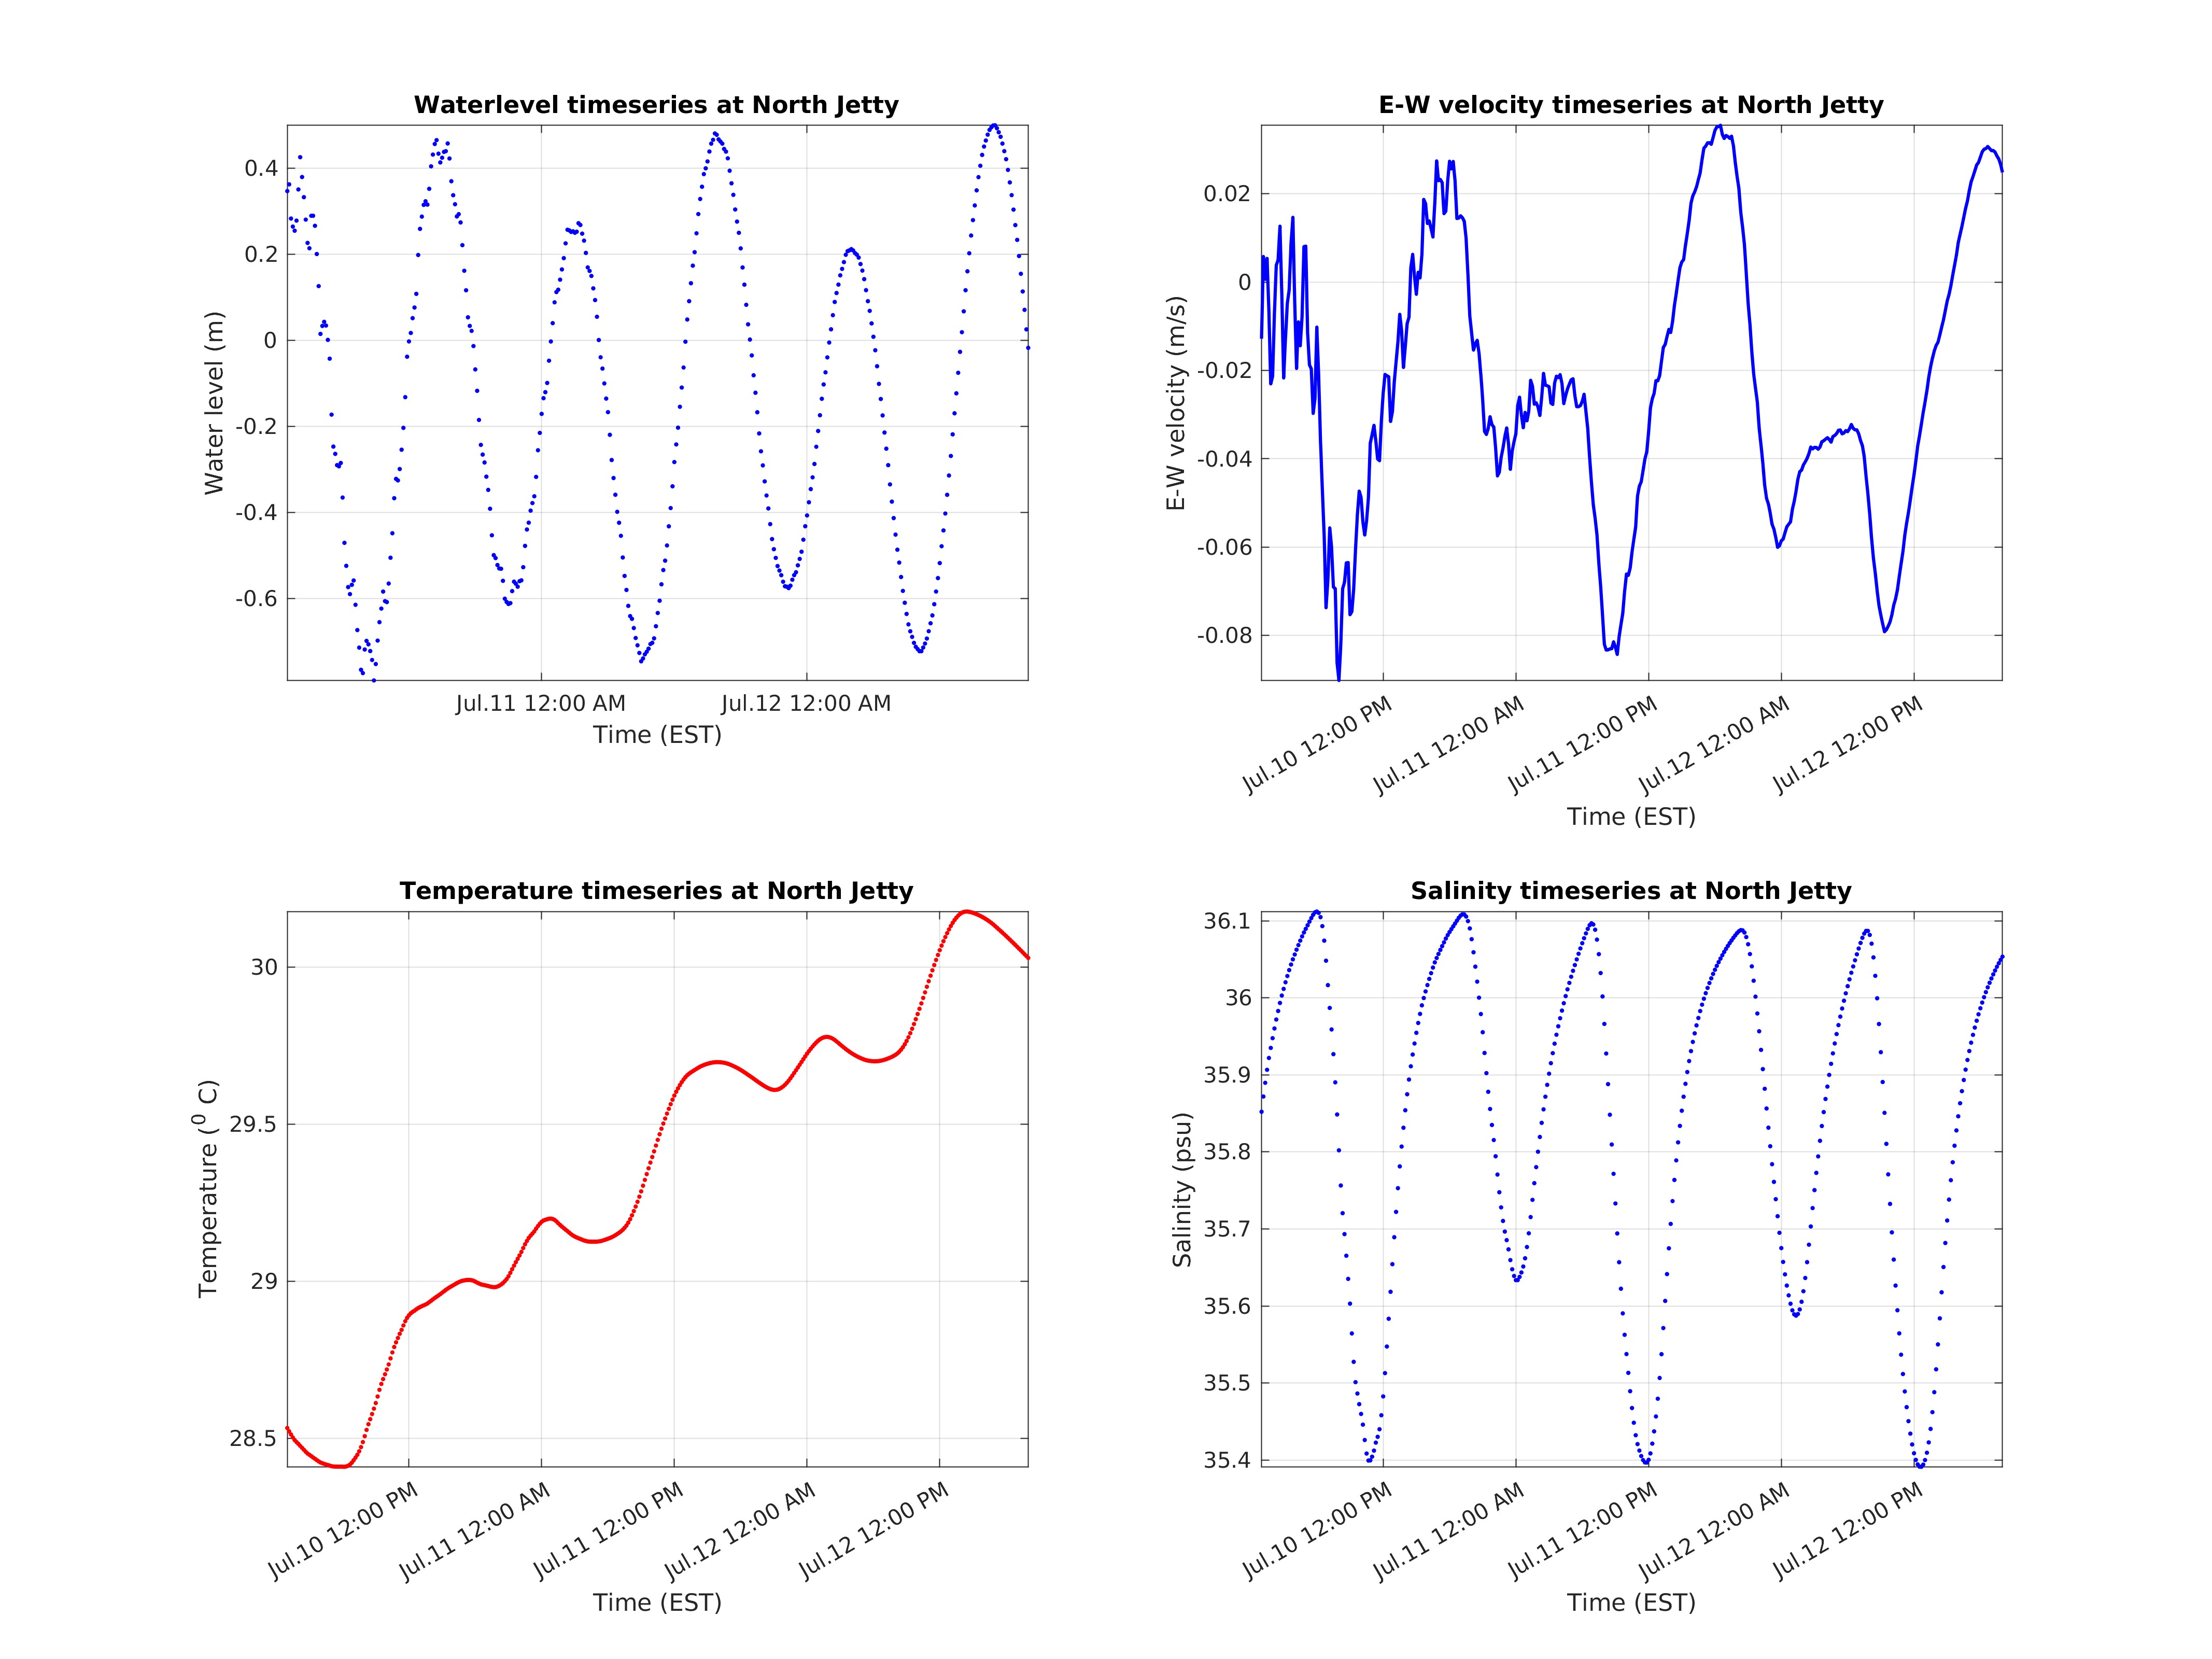 Waterlevel timeseries at North Jetty
0.4
0.2
0
-0.2
-0.4
-0.6
Water level (m)
Jul.11 12:00 AM
Jul.12 12:00 AM
Time (EST)
E-W velocity timeseries at North Jetty
0.02
0
-0.02
-0.04
-0.06
-0.08
E-W velocity (m/s)
Jul.10 12:00 PM
Jul.11 12:00 AM
Jul.11 12:00 PM
Jul.12 12:00 AM
Jul.12 12:00 PM
Time (EST)
Temperature timeseries at North Jetty
30
29.5
29
28.5
Temperature (⁰ C)
Jul.10 12:00 PM
Jul.11 12:00 AM
Jul.11 12:00 PM
Jul.12 12:00 AM
Jul.12 12:00 PM
Time (EST)
Salinity timeseries at North Jetty
36.1
36
35.9
35.8
35.7
35.6
35.5
35.4
Salinity (psu)
Jul.10 12:00 PM
Jul.11 12:00 AM
Jul.11 12:00 PM
Jul.12 12:00 AM
Jul.12 12:00 PM
Time (EST)